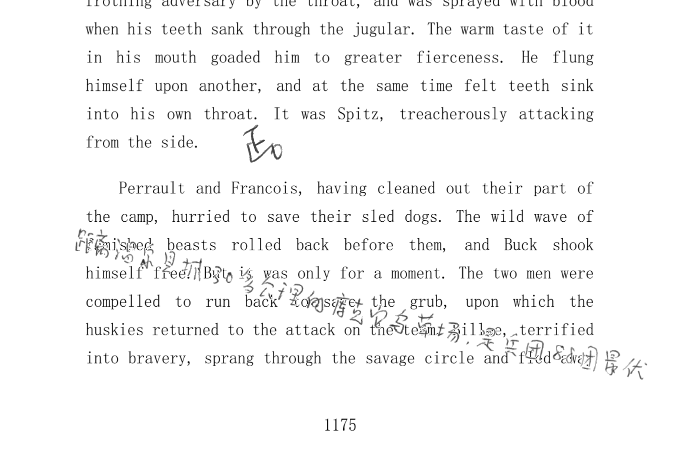 frothing adversary by the throat, and was sprayed with blood
when his teeth sank through the jugular. The warm taste of it
in his mouth goaded him to greater fierceness. He flung
himself upon another, and at the same time felt teeth sink
into his own throat. It was Spitz, treacherously attacking
from the side.
Perrault and Francois, having cleaned out their part of
the camp, hurried to save their sled dogs. The wild wave of
famished beasts rolled back before them, and Buck shook
himself free. But it was only for a moment. The two men were
compelled to run back to save the grub, upon which the
huskies returned to the attack on the team. Billee, terrified
into bravery, sprang through the savage circle and fled away
1175